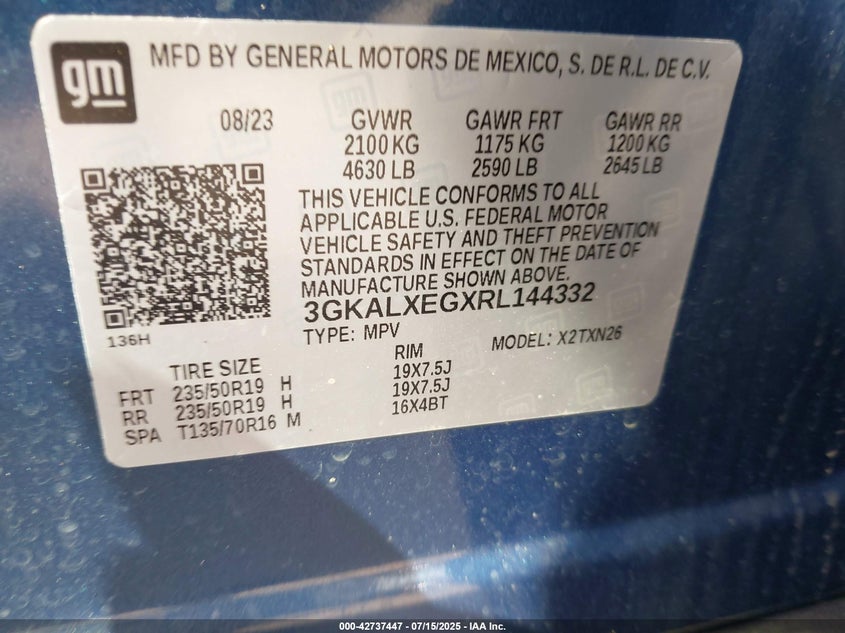 gm
MFD BY GENERAL MOTORS DE MEXICO, S. DE R.L. DE C.V.
08/23 GVWR GAWR FRT GAWR RR
2100 KG 1175 KG 1200 KG
4630 LB 2590 LB 2645 LB
THIS VEHICLE CONFORMS TO ALL
APPLICABLE U.S. FEDERAL MOTOR
VEHICLE SAFETY AND THEFT PREVENTION
STANDARDS IN EFFECT ON THE DATE OF
MANUFACTURE SHOWN ABOVE.
3GKALXEGXRL144332
136H
TYPE: MPV MODEL: X2TXN26
TIRE SIZE RIM
FRT 235/50R19 H 19X7.5J
RR 235/50R19 H 19X7.5J
SPA T135/70R16 M 16X4BT
000-42737447 - 07/15/2025 - IAA Inc.